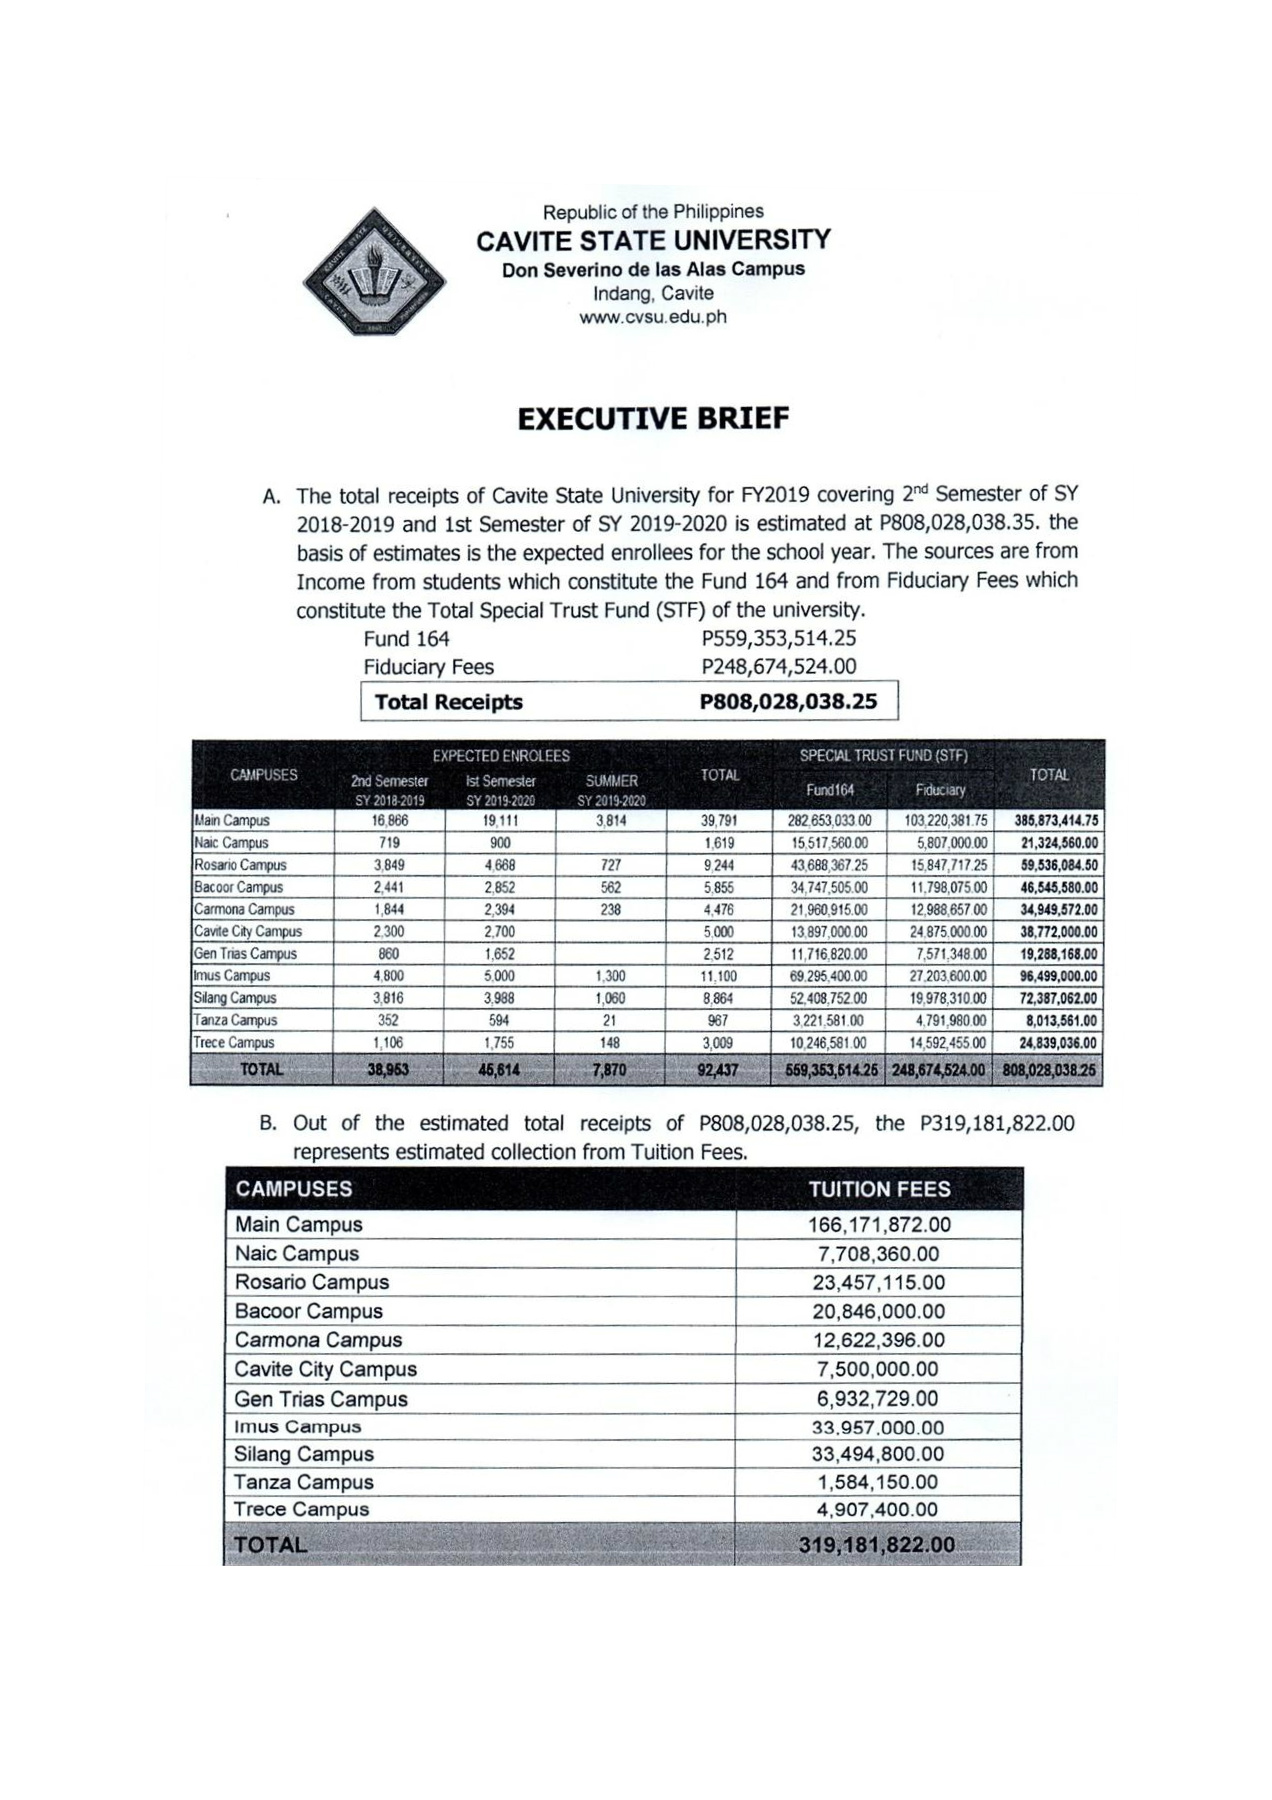 Republic of the Philippines
CAVITE STATE UNIVERSITY
Don Severino de las Alas Campus
Indang, Cavite
www.cvsu.edu.ph
EXECUTIVE BRIEF
A. The total receipts of Cavite State University for FY2019 covering 2nd Semester of SY
2018-2019 and 1st Semester of SY 2019-2020 is estimated at P808,028,038.35. the
basis of estimates is the expected enrollees for the school year. The sources are from
Income from students which constitute the Fund 164 and from Fiduciary Fees which
constitute the Total Special Trust Fund (STF) of the university.
Fund 164 P559,353,514.25
Fiduciary Fees P248,674,524.00
Total Receipts P808,028,038.25
CAMPUSES EXPECTED ENROLEES TOTAL SPECIAL TRUST FUND (STF) TOTAL
2nd Semester SY 2018-2019 Ist Semester SY 2019-2020 SUMMER SY 2019-2020 Fund164 Fiduciary
Main Campus 16,866 19,111 3,814 39,791 282,653,033.00 103,220,381.75 385,873,414.75
Naic Campus 719 900 1,619 15,517,560.00 5,807,000.00 21,324,560.00
Rosario Campus 3,849 4,668 727 9,244 43,688,367.25 15,847,717.25 59,536,084.50
Bacoor Campus 2,441 2,852 562 5,855 34,747,505.00 11,798,075.00 46,545,580.00
Carmona Campus 1,844 2,394 238 4,476 21,960,915.00 12,988,657.00 34,949,572.00
Cavite City Campus 2,300 2,700 5,000 13,897,000.00 24,875,000.00 38,772,000.00
Gen Trias Campus 860 1,652 2,512 11,716,820.00 7,571,348.00 19,288,168.00
Imus Campus 4,800 5,000 1,300 11,100 69,295,400.00 27,203,600.00 96,499,000.00
Silang Campus 3,816 3,988 1,060 8,864 52,408,752.00 19,978,310.00 72,387,062.00
Tanza Campus 352 594 21 967 3,221,581.00 4,791,980.00 8,013,561.00
Trece Campus 1,106 1,755 148 3,009 10,246,581.00 14,592,455.00 24,839,036.00
TOTAL 38,953 45,614 7,870 92,437 559,353,514.25 248,674,524.00 808,028,038.25
B. Out of the estimated total receipts of P808,028,038.25, the P319,181,822.00
represents estimated collection from Tuition Fees.
CAMPUSES TUITION FEES
Main Campus 166,171,872.00
Naic Campus 7,708,360.00
Rosario Campus 23,457,115.00
Bacoor Campus 20,846,000.00
Carmona Campus 12,622,396.00
Cavite City Campus 7,500,000.00
Gen Trias Campus 6,932,729.00
Imus Campus 33,957,000.00
Silang Campus 33,494,800.00
Tanza Campus 1,584,150.00
Trece Campus 4,907,400.00
TOTAL 319,181,822.00